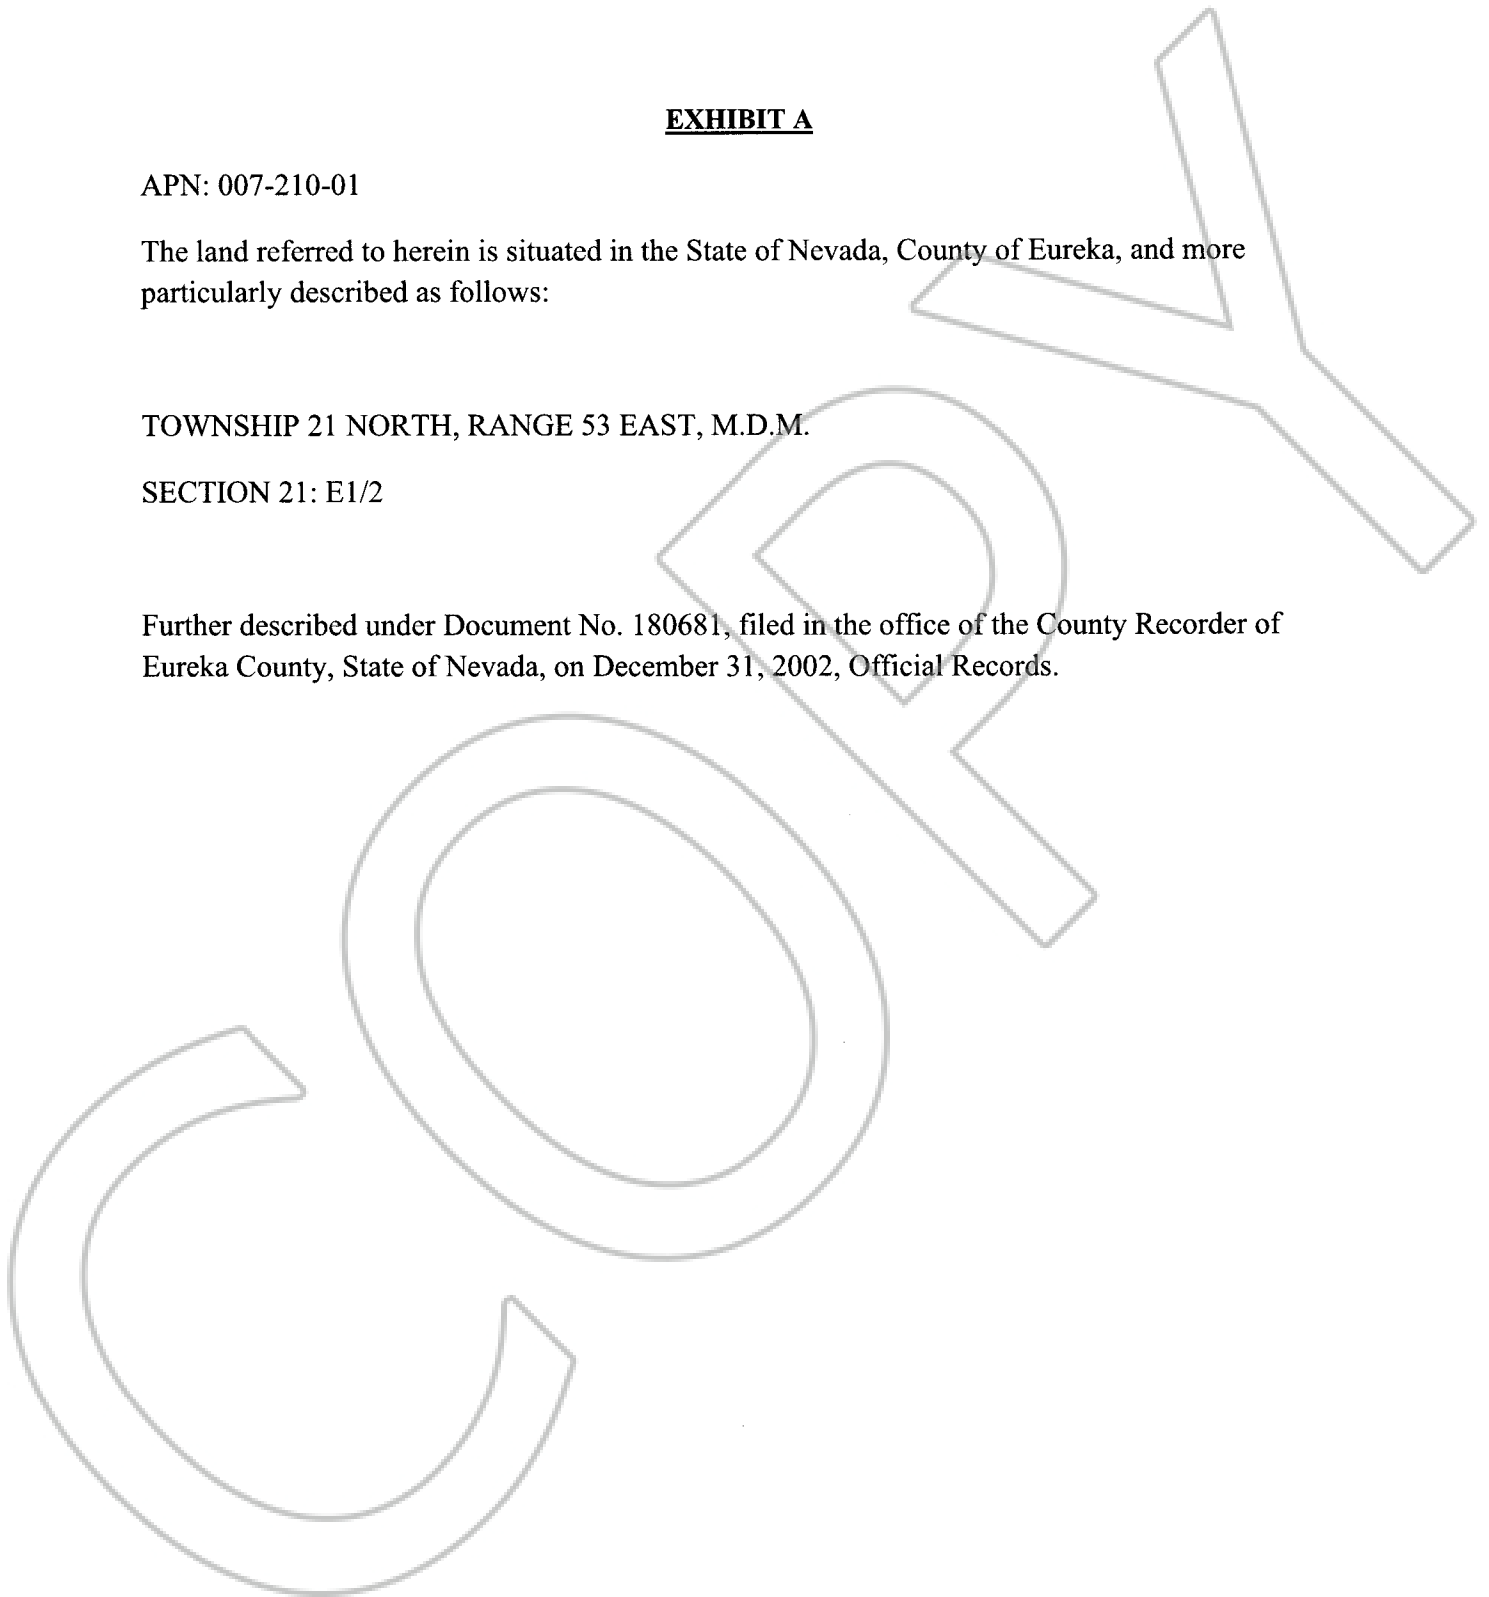 EXHIBIT A
APN: 007-210-01
The land referred to herein is situated in the State of Nevada, County of Eureka, and more
particularly described as follows:
TOWNSHIP 21 NORTH, RANGE 53 EAST, M.D.M.
SECTION 21: E1/2
Further described under Document No. 180681, filed in the office of the County Recorder of
Eureka County, State of Nevada, on December 31, 2002, Official Records.
COPY